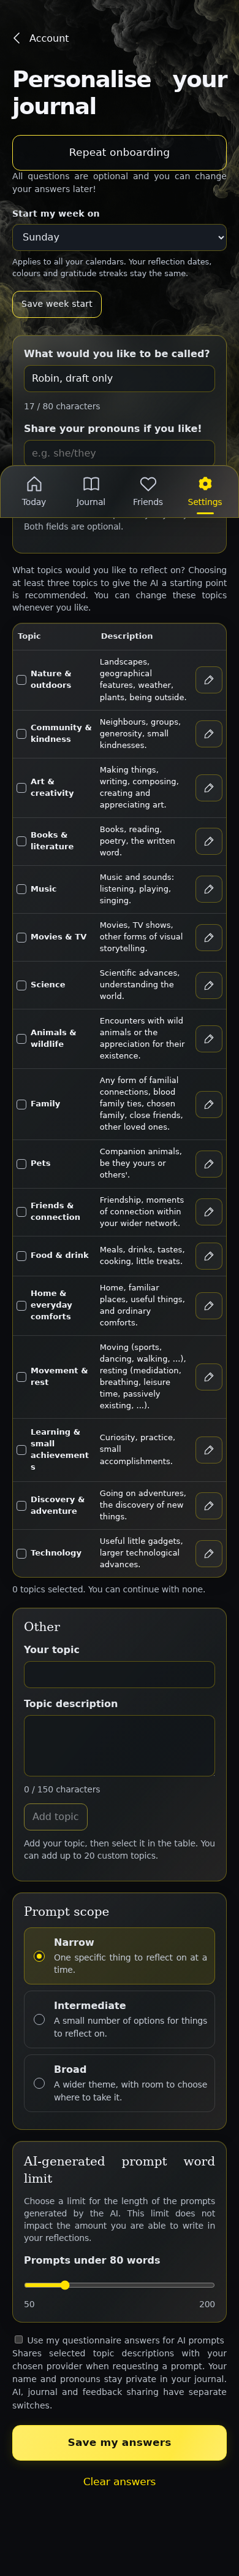 Account
Personalise your
journal
Repeat onboarding
All questions are optional and you can change
your answers later!
Start my week on
Sunday
Applies to all your calendars. Your reflection dates,
colours and gratitude streaks stay the same.
Save week start
What would you like to be called?
Robin, draft only
17 / 80 characters
Share your pronouns if you like!
e.g. she/they
Today
Journal
Friends
Settings
Both fields are optional.
What topics would you like to reflect on? Choosing
at least three topics to give the AI a starting point
is recommended. You can change these topics
whenever you like.
Topic Description
Nature &
outdoors
Landscapes,
geographical
features, weather,
plants, being outside.
Community &
kindness
Neighbours, groups,
generosity, small
kindnesses.
Art &
creativity
Making things,
writing, composing,
creating and
appreciating art.
Books &
literature
Books, reading,
poetry, the written
word.
Music
Music and sounds:
listening, playing,
singing.
Movies & TV
Movies, TV shows,
other forms of visual
storytelling.
Science
Scientific advances,
understanding the
world.
Animals &
wildlife
Encounters with wild
animals or the
appreciation for their
existence.
Family
Any form of familial
connections, blood
family ties, chosen
family, close friends,
other loved ones.
Pets
Companion animals,
be they yours or
others'.
Friends &
connection
Friendship, moments
of connection within
your wider network.
Food & drink
Meals, drinks, tastes,
cooking, little treats.
Home &
everyday
comforts
Home, familiar
places, useful things,
and ordinary
comforts.
Movement &
rest
Moving (sports,
dancing, walking, ...),
resting (medidation,
breathing, leisure
time, passively
existing, ...).
Learning &
small
achievement
s
Curiosity, practice,
small
accomplishments.
Discovery &
adventure
Going on adventures,
the discovery of new
things.
Technology
Useful little gadgets,
larger technological
advances.
0 topics selected. You can continue with none.
Other
Your topic
Topic description
0 / 150 characters
Add topic
Add your topic, then select it in the table. You
can add up to 20 custom topics.
Prompt scope
Narrow
One specific thing to reflect on at a
time.
Intermediate
A small number of options for things
to reflect on.
Broad
A wider theme, with room to choose
where to take it.
AI-generated prompt word
limit
Choose a limit for the length of the prompts
generated by the AI. This limit does not
impact the amount you are able to write in
your reflections.
Prompts under 80 words
50 200
Use my questionnaire answers for AI prompts
Shares selected topic descriptions with your
chosen provider when requesting a prompt. Your
name and pronouns stay private in your journal.
AI, journal and feedback sharing have separate
switches.
Save my answers
Clear answers